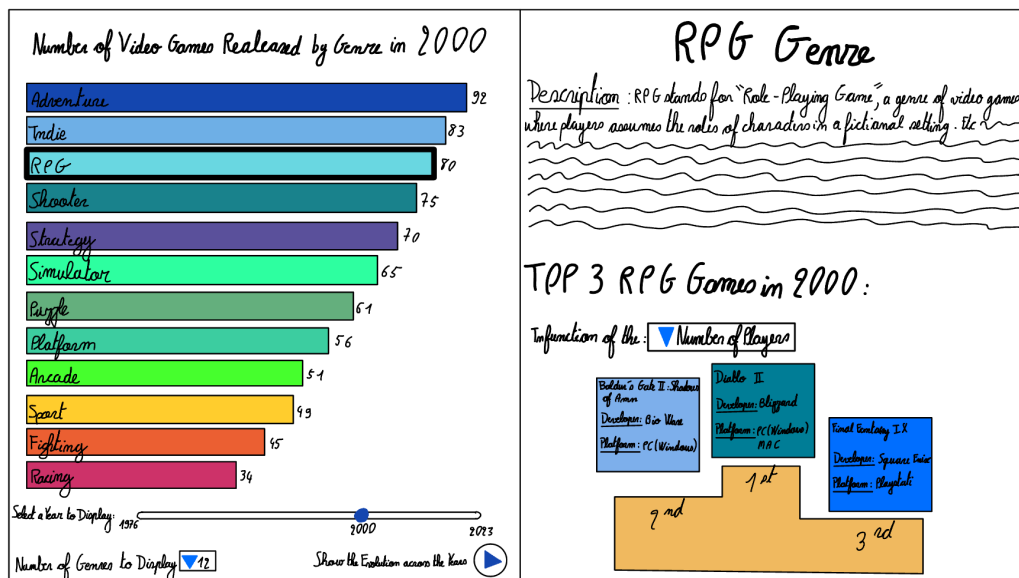 Number of Video Games Realeased by Genre in 2000
Adventure 92
Indie 83
RPG 80
Shooter 75
Strategy 70
Simulator 65
Puzzle 61
Platform 56
Arcade 51
Sport 49
Fighting 45
Racing 34
Select a Year to Display: 1976 2000 2023
Number of Genres to Display 12
Show the Evolution across the Years
RPG Genre
Description : RPG stands for "Role-Playing Game", a genre of video games
where players assumes the roles of characters in a fictional setting. Etc
TOP 3 RPG Games in 2000:
In function of the: Number of Players
Baldur's Gate II: Shadows
of Amn
Developer: Bio Ware
Platform: PC(Windows)
Diablo II
Developer: Blizzard
Platform: PC(Windows)
MAC
Final Fantasy IX
Developer: Square Enix
Platform:
1st
2nd
3rd